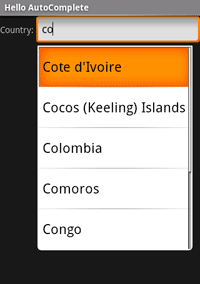 Hello AutoComplete
Country: co
Cote d'Ivoire
Cocos (Keeling) Islands
Colombia
Comoros
Congo